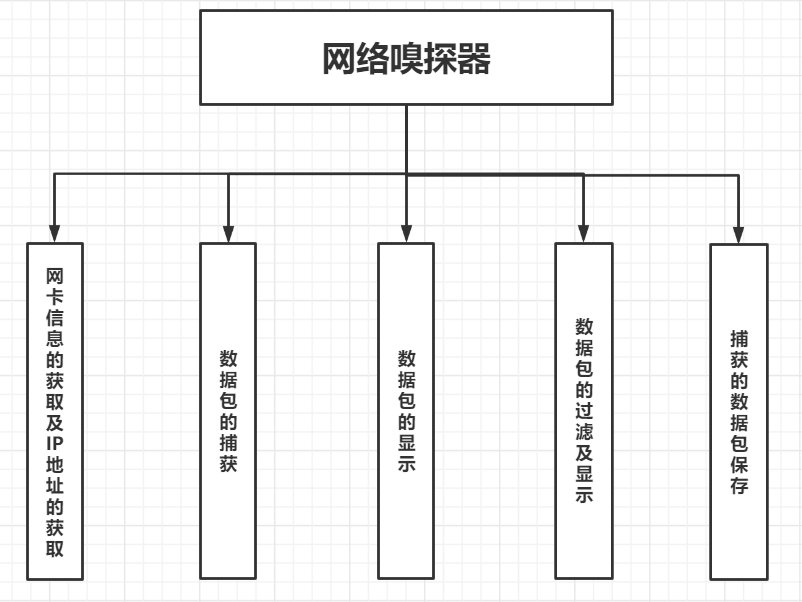 网络嗅探器
网卡信息的获取及IP地址的获取
数据包的捕获
数据包的显示
数据包的过滤及显示
捕获的数据包保存